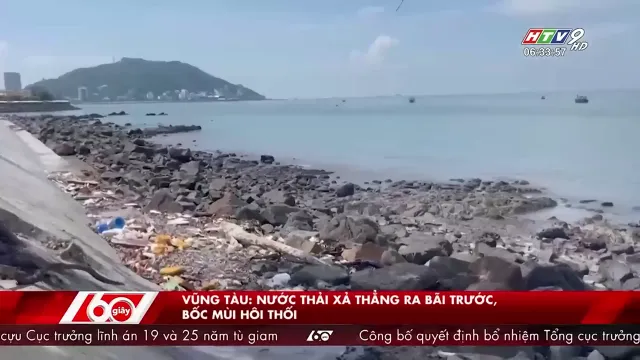 HTV9 HD
06:33:57
60 giây
VŨNG TÀU: NƯỚC THẢI XẢ THẲNG RA BÃI TRƯỚC,
BỐC MÙI HÔI THỐI
cựu Cục trưởng lĩnh án 19 và 25 năm tù giam 60 Công bố quyết định bổ nhiệm Tổng cục trưởng